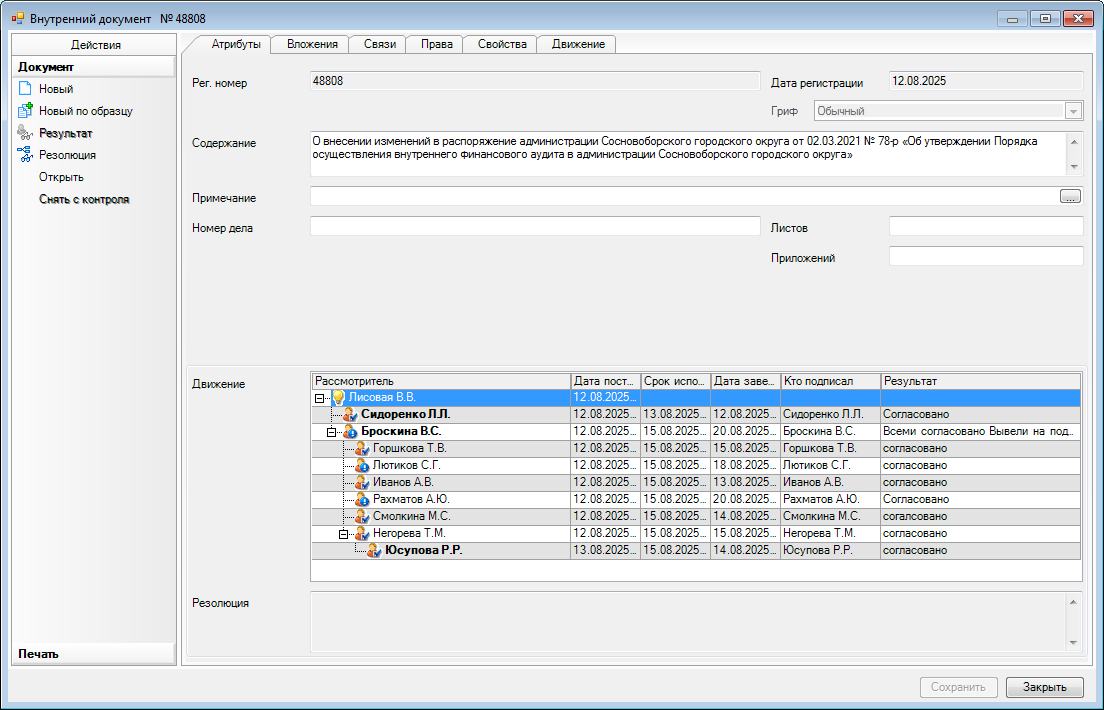 Внутренний документ № 48808
Действия
Документ
Новый
Новый по образцу
Результат
Резолюция
Открыть
Снять с контроля
Печать
Атрибуты Вложения Связи Права Свойства Движение
Рег. номер 48808 Дата регистрации 12.08.2025
Гриф Обычный
Содержание О внесении изменений в распоряжение администрации Сосновоборского городского округа от 02.03.2021 № 78-р «Об утверждении Порядка
осуществления внутреннего финансового аудита в администрации Сосновоборского городского округа»
Примечание ...
Номер дела Листов
Приложений
Движение
Рассмотритель Дата пост... Срок испо... Дата заве... Кто подписал Результат
Лисовая В.В. 12.08.2025...
Сидоренко Л.Л. 12.08.2025... 13.08.2025... 12.08.2025... Сидоренко Л.Л. Согласовано
Броскина В.С. 12.08.2025... 15.08.2025... 20.08.2025... Броскина В.С. Всеми согласовано Вывели на под...
Горшкова Т.В. 12.08.2025... 15.08.2025... 15.08.2025... Горшкова Т.В. согласовано
Лютиков С.Г. 12.08.2025... 15.08.2025... 18.08.2025... Лютиков С.Г. согласовано
Иванов А.В. 12.08.2025... 15.08.2025... 13.08.2025... Иванов А.В. согласовано
Рахматов А.Ю. 12.08.2025... 15.08.2025... 20.08.2025... Рахматов А.Ю. Согласовано
Смолкина М.С. 12.08.2025... 15.08.2025... 14.08.2025... Смолкина М.С. согалсовано
Негорева Т.М. 12.08.2025... 15.08.2025... 15.08.2025... Негорева Т.М. согласовано
Юсупова Р.Р. 13.08.2025... 15.08.2025... 14.08.2025... Юсупова Р.Р. согласовано
Резолюция
Сохранить Закрыть